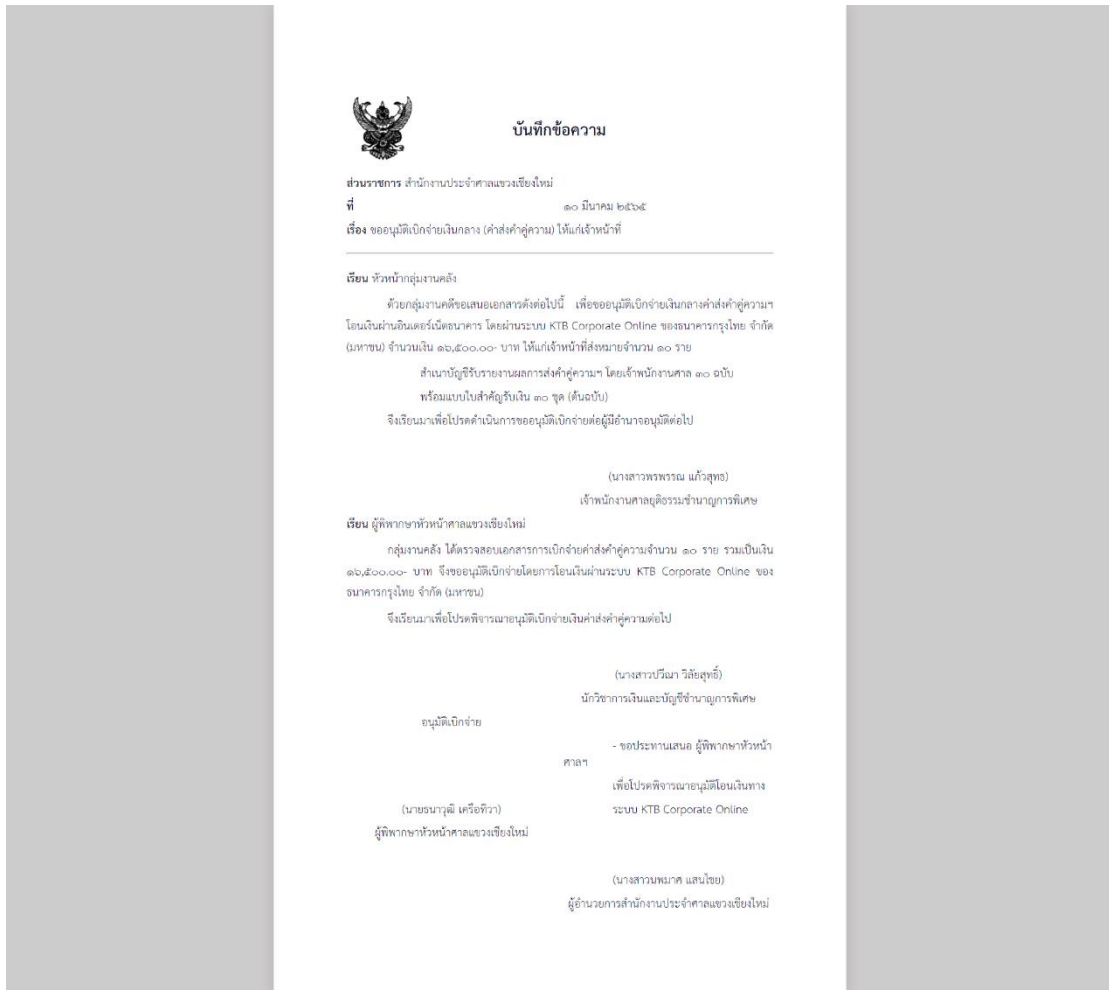 บันทึกข้อความ
ส่วนราชการ สำนักงานประจำศาลแขวงเชียงใหม่
ที่ ๑๐ มีนาคม ๒๕๖๕
เรื่อง ขออนุมัติเบิกจ่ายเงินกลาง (ค่าส่งคำคู่ความ) ให้แก่เจ้าหน้าที่
เรียน หัวหน้ากลุ่มงานคลัง
ด้วยกลุ่มงานคดีขอเสนอเอกสารดังต่อไปนี้ เพื่อขออนุมัติเบิกจ่ายเงินกลางค่าส่งคำคู่ความฯ
โอนเงินผ่านอินเตอร์เน็ตธนาคาร โดยผ่านระบบ KTB Corporate Online ของธนาคารกรุงไทย จำกัด
(มหาชน) จำนวนเงิน ๑๖,๕๐๐.๐๐- บาท ให้แก่เจ้าหน้าที่ส่งหมายจำนวน ๑๐ ราย
สำเนาบัญชีรับรายงานผลการส่งคำคู่ความฯ โดยเจ้าพนักงานศาล ๓๐ ฉบับ
พร้อมแบบใบสำคัญรับเงิน ๓๐ ชุด (ต้นฉบับ)
จึงเรียนมาเพื่อโปรดดำเนินการขออนุมัติเบิกจ่ายต่อผู้มีอำนาจอนุมัติต่อไป
(นางสาวพรพรรณ แก้วสุทธ)
เจ้าพนักงานศาลยุติธรรมชำนาญการพิเศษ
เรียน ผู้พิพากษาหัวหน้าศาลแขวงเชียงใหม่
กลุ่มงานคลัง ได้ตรวจสอบเอกสารการเบิกจ่ายค่าส่งคำคู่ความจำนวน ๑๐ ราย รวมเป็นเงิน
๑๖,๕๐๐.๐๐- บาท จึงขออนุมัติเบิกจ่ายโดยการโอนเงินผ่านระบบ KTB Corporate Online ของ
ธนาคารกรุงไทย จำกัด (มหาชน)
จึงเรียนมาเพื่อโปรดพิจารณาอนุมัติเบิกจ่ายเงินค่าส่งคำคู่ความต่อไป
(นางสาวปวีณา วิลัยสุทธิ์)
นักวิชาการเงินและบัญชีชำนาญการพิเศษ
อนุมัติเบิกจ่าย
- ขอประทานเสนอ ผู้พิพากษาหัวหน้า
ศาลฯ
เพื่อโปรดพิจารณาอนุมัติโอนเงินทาง
(นายธนาวุฒิ เครือทิวา) ระบบ KTB Corporate Online
ผู้พิพากษาหัวหน้าศาลแขวงเชียงใหม่
(นางสาวนพมาศ แสนไชย)
ผู้อำนวยการสำนักงานประจำศาลแขวงเชียงใหม่